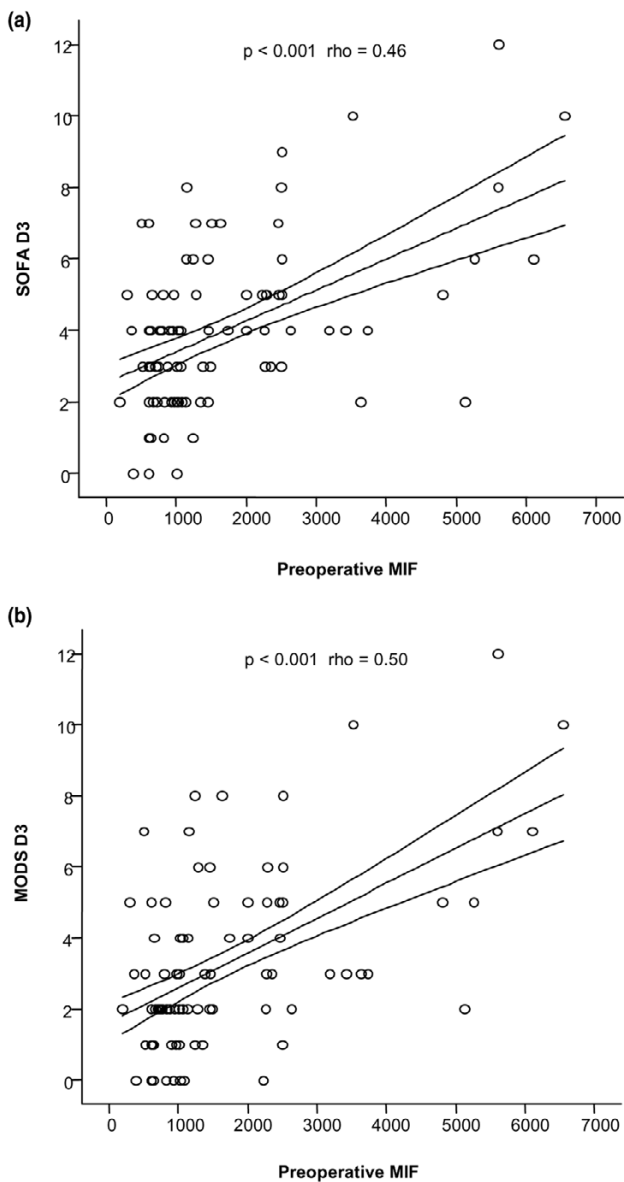 (a)
p < 0.001 rho = 0.46
SOFA D3
12
10
8
6
4
2
0
0 1000 2000 3000 4000 5000 6000 7000
Preoperative MIF
(b)
p < 0.001 rho = 0.50
MODS D3
12
10
8
6
4
2
0
0 1000 2000 3000 4000 5000 6000 7000
Preoperative MIF